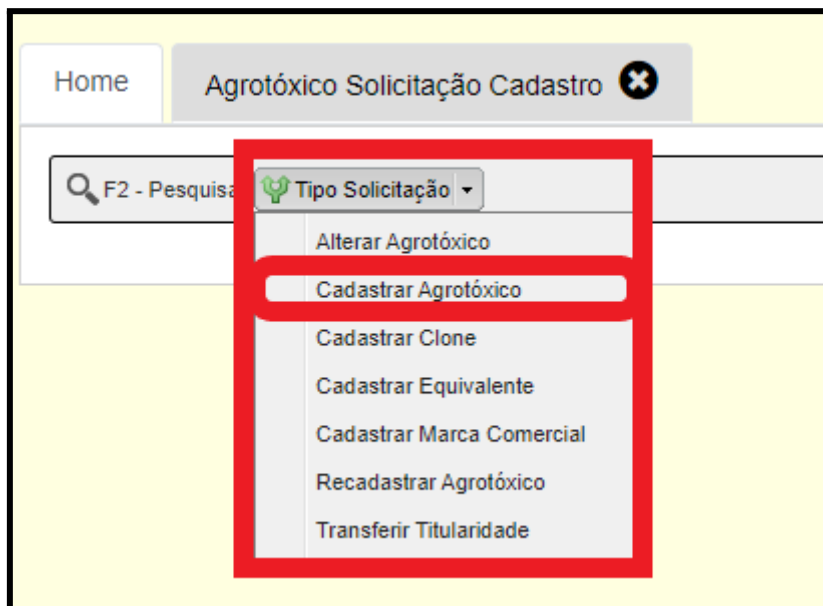 Home
Agrotóxico Solicitação Cadastro
F2 - Pesquisa
Tipo Solicitação
Alterar Agrotóxico
Cadastrar Agrotóxico
Cadastrar Clone
Cadastrar Equivalente
Cadastrar Marca Comercial
Recadastrar Agrotóxico
Transferir Titularidade